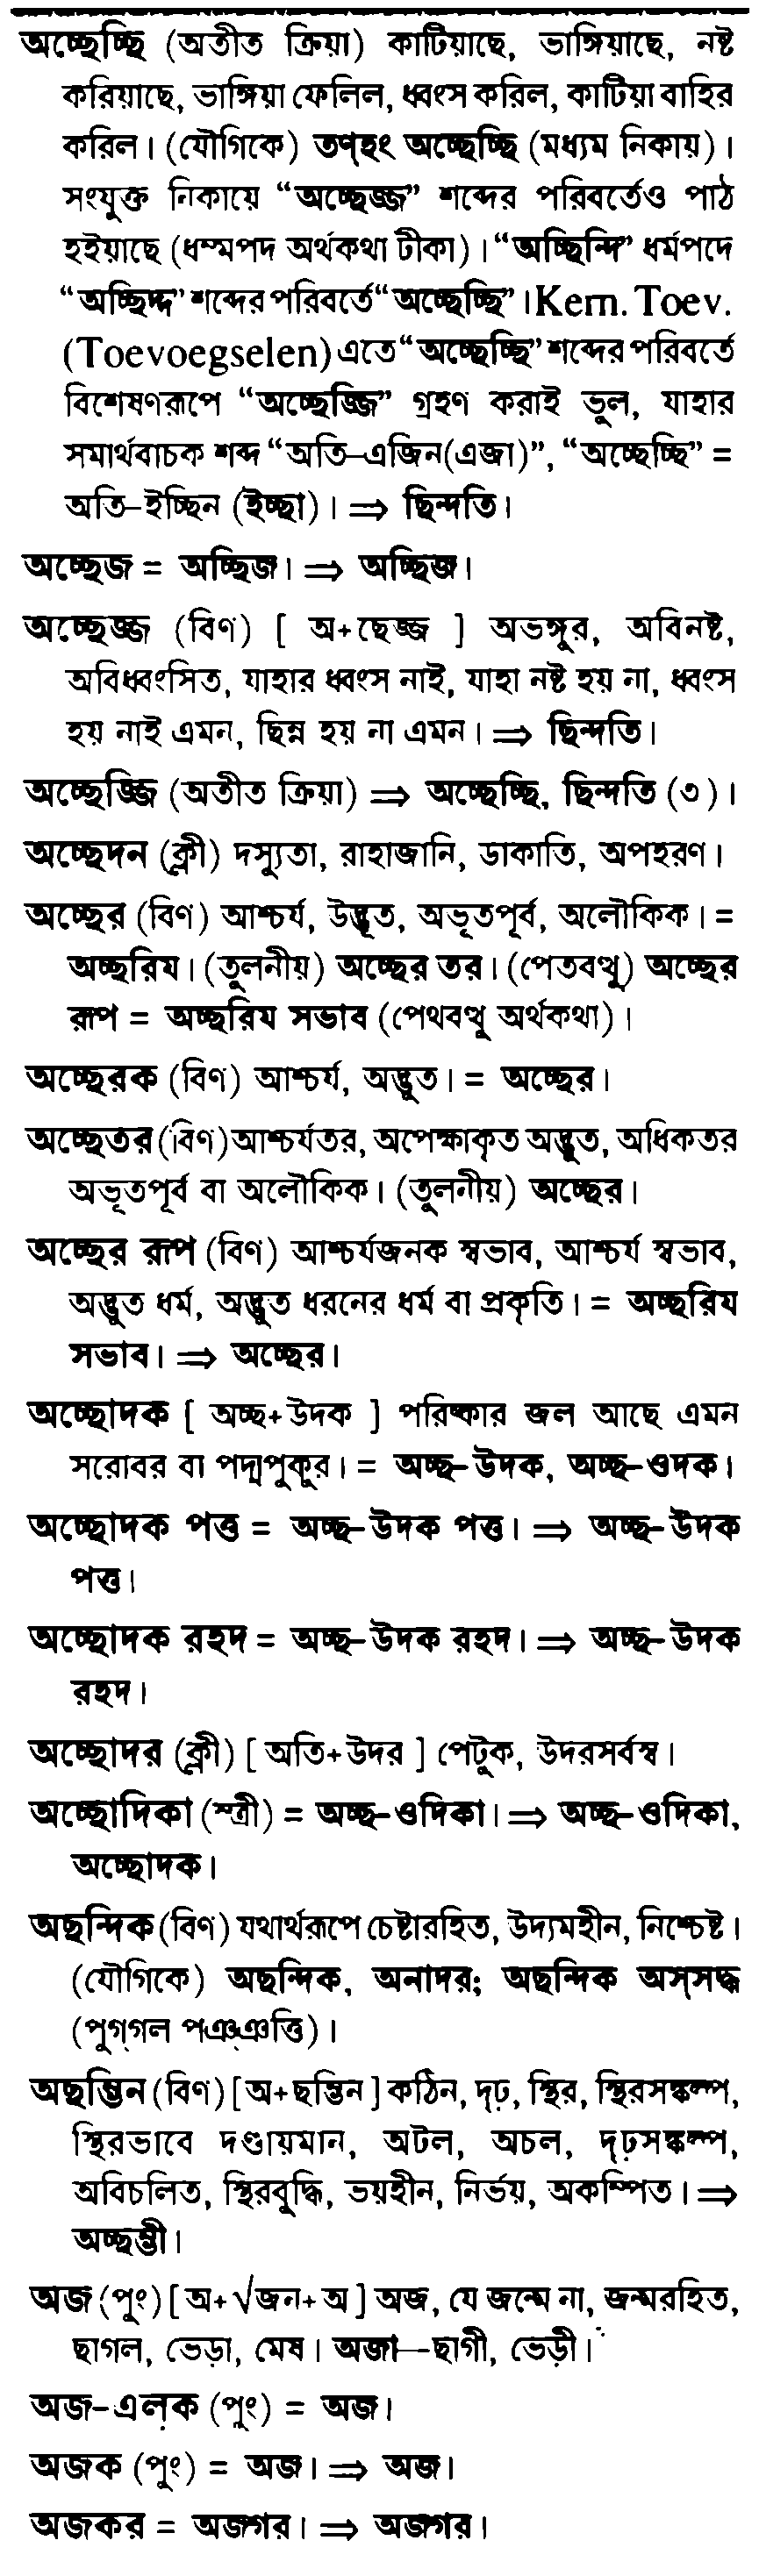 অচ্ছেচ্ছি (অতীত ক্রিয়া) কাটিয়াছে, ভাঙ্গিয়াছে, নষ্ট
করিয়াছে, ভাঙ্গিয়া ফেলিল, ধ্বংস করিল, কাটিয়া বাহির
করিল। (যৌগিকে) তণ্হং অচ্ছেচ্ছি (মধ্যম নিকায়)।
সংযুক্ত নিকায়ে “অচ্ছেজ্জ” শব্দের পরিবর্তেও পাঠ
হইয়াছে (ধম্মপদ অর্থকথা টীকা)। “অচ্ছিন্দি” ধর্মপদে
“অচ্ছিদ্দ” শব্দের পরিবর্তে “অচ্ছেচ্ছি”। Kern. Toev.
(Toevoegselen) এতে “অচ্ছেচ্ছি” শব্দের পরিবর্তে
বিশেষণরূপে “অচ্ছেজ্জি” গ্রহণ করাই ভুল, যাহার
সমার্থবাচক শব্দ “অতি–এজিন(এজা)”, “অচ্ছেচ্ছি” =
অতি–ইচ্ছিন (ইচ্ছা)। ⇒ ছিন্দতি।
অচ্ছেজ = অচ্ছিজ। ⇒ অচ্ছিজ।
অচ্ছেজ্জ (বিণ) [ অ+ছেজ্জ ] অভঙ্গুর, অবিনষ্ট,
অবিধ্বংসিত, যাহার ধ্বংস নাই, যাহা নষ্ট হয় না, ধ্বংস
হয় নাই এমন, ছিন্ন হয় না এমন। ⇒ ছিন্দতি।
অচ্ছেজ্জি (অতীত ক্রিয়া) ⇒ অচ্ছেচ্ছি, ছিন্দতি (৩)।
অচ্ছেদন (ক্লী) দস্যুতা, রাহাজানি, ডাকাতি, অপহরণ।
অচ্ছের (বিণ) আশ্চর্য, উদ্ভূত, অভূতপূর্ব, অলৌকিক। =
অচ্ছরিয। (তুলনীয়) অচ্ছের তর। (পেতবত্থু) অচ্ছের
রূপ = অচ্ছরিয সভাব (পেথবত্থু অর্থকথা)।
অচ্ছেরক (বিণ) আশ্চর্য, অদ্ভুত। = অচ্ছের।
অচ্ছেতর (বিণ) আশ্চর্যতর, অপেক্ষাকৃত অদ্ভুত, অধিকতর
অভূতপূর্ব বা অলৌকিক। (তুলনীয়) অচ্ছের।
অচ্ছের রূপ (বিণ) আশ্চর্যজনক স্বভাব, আশ্চর্য স্বভাব,
অদ্ভুত ধর্ম, অদ্ভুত ধরনের ধর্ম বা প্রকৃতি। = অচ্ছরিয
সভাব। ⇒ অচ্ছের।
অচ্ছোদক [ অচ্ছ+উদক ] পরিষ্কার জল আছে এমন
সরোবর বা পদ্মপুকুর। = অচ্ছ–উদক, অচ্ছ–ওদক।
অচ্ছোদক পত্ত = অচ্ছ–উদক পত্ত। ⇒ অচ্ছ–উদক
পত্ত।
অচ্ছোদক রহদ = অচ্ছ–উদক রহদ। ⇒ অচ্ছ–উদক
রহদ।
অচ্ছোদর (ক্লী) [ অতি+উদর ] পেটুক, উদরসর্বস্ব।
অচ্ছোদিকা (স্ত্রী) = অচ্ছ–ওদিকা। ⇒ অচ্ছ–ওদিকা,
অচ্ছোদক।
অছন্দিক (বিণ) যথার্থরূপে চেষ্টারহিত, উদ্যমহীন, নিশ্চেষ্ট।
(যৌগিকে) অছন্দিক, অনাদর; অছন্দিক অস্সদ্ধ
(পুগ্গল পঞ্ঞত্তি)।
অছম্ভিন (বিণ) [অ+ছম্ভিন ] কঠিন, দৃঢ়, স্থির, স্থিরসঙ্কল্প,
স্থিরভাবে দণ্ডায়মান, অটল, অচল, দৃঢ়সঙ্কল্প,
অবিচলিত, স্থিরবুদ্ধি, ভয়হীন, নির্ভয়, অকম্পিত। ⇒
অচ্ছম্ভী।
অজ (পুং) [ অ+√জন+অ ] অজ, যে জন্মে না, জন্মরহিত,
ছাগল, ভেড়া, মেষ। অজা—ছাগী, ভেড়ী।
অজ–এল়ক (পুং) = অজ।
অজক (পুং) = অজ। ⇒ অজ।
অজকর = অজগর। ⇒ অজগর।